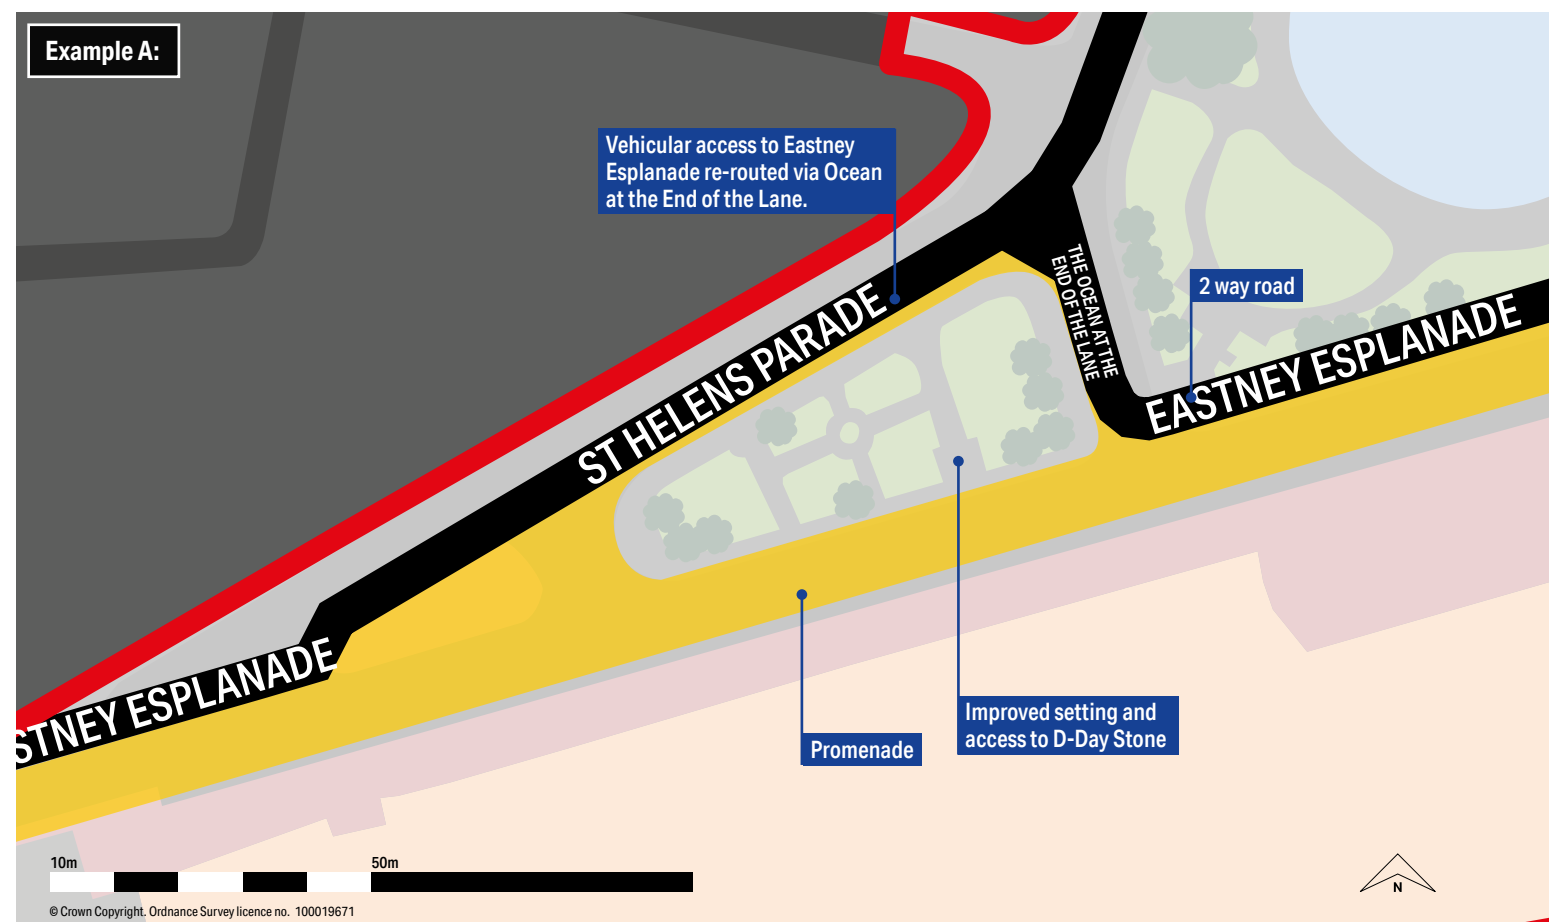 Example A:
Vehicular access to Eastney
Esplanade re-routed via Ocean
at the End of the Lane.
THE OCEAN AT THE
END OF THE LANE
2 way road
ST HELENS PARADE
EASTNEY ESPLANADE
STNEY ESPLANADE
Improved setting and
access to D-Day Stone
Promenade
10m
50m
N
© Crown Copyright. Ordnance Survey licence no. 100019671